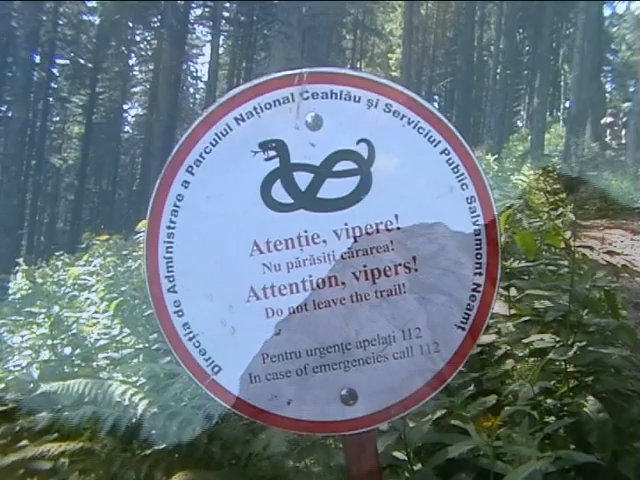 Direcția de Administrare a Parcului Național Ceahlău și Serviciul Public Salvamont Neamț
Atenție, vipere!
Nu părăsiți cărarea!
Attention, vipers!
Do not leave the trail!
Pentru urgențe apelați 112
In case of emergencies call 112